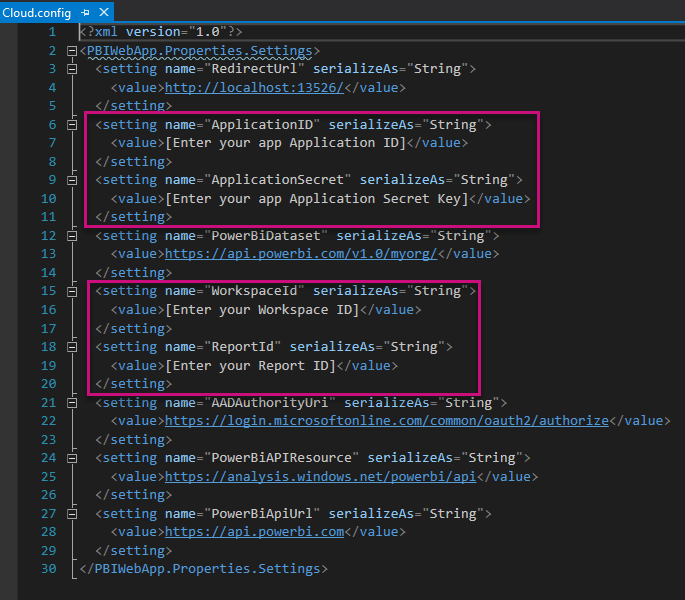 Cloud.config
1 <?xml version="1.0"?>
2 <PBIWebApp.Properties.Settings>
3 <setting name="RedirectUrl" serializeAs="String">
4 <value>http://localhost:13526/</value>
5 </setting>
6 <setting name="ApplicationID" serializeAs="String">
7 <value>[Enter your app Application ID]</value>
8 </setting>
9 <setting name="ApplicationSecret" serializeAs="String">
10 <value>[Enter your app Application Secret Key]</value>
11 </setting>
12 <setting name="PowerBiDataset" serializeAs="String">
13 <value>https://api.powerbi.com/v1.0/myorg/</value>
14 </setting>
15 <setting name="WorkspaceId" serializeAs="String">
16 <value>[Enter your Workspace ID]</value>
17 </setting>
18 <setting name="ReportId" serializeAs="String">
19 <value>[Enter your Report ID]</value>
20 </setting>
21 <setting name="AADAuthorityUri" serializeAs="String">
22 <value>https://login.microsoftonline.com/common/oauth2/authorize</value>
23 </setting>
24 <setting name="PowerBiAPIResource" serializeAs="String">
25 <value>https://analysis.windows.net/powerbi/api</value>
26 </setting>
27 <setting name="PowerBiApiUrl" serializeAs="String">
28 <value>https://api.powerbi.com</value>
29 </setting>
30 </PBIWebApp.Properties.Settings>